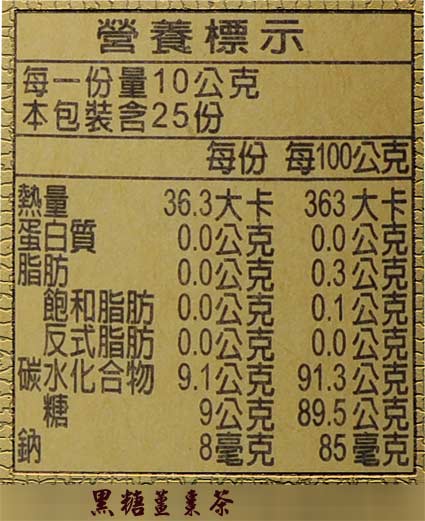 營養標示
每一份量10公克
本包裝含25份
每份 每100公克
熱量 36.3大卡 363大卡
蛋白質 0.0公克 0.0公克
脂肪 0.0公克 0.3公克
飽和脂肪 0.0公克 0.1公克
反式脂肪 0.0公克 0.0公克
碳水化合物 9.1公克 91.3公克
糖 9公克 89.5公克
鈉 8毫克 85毫克
黑糖薑棗茶